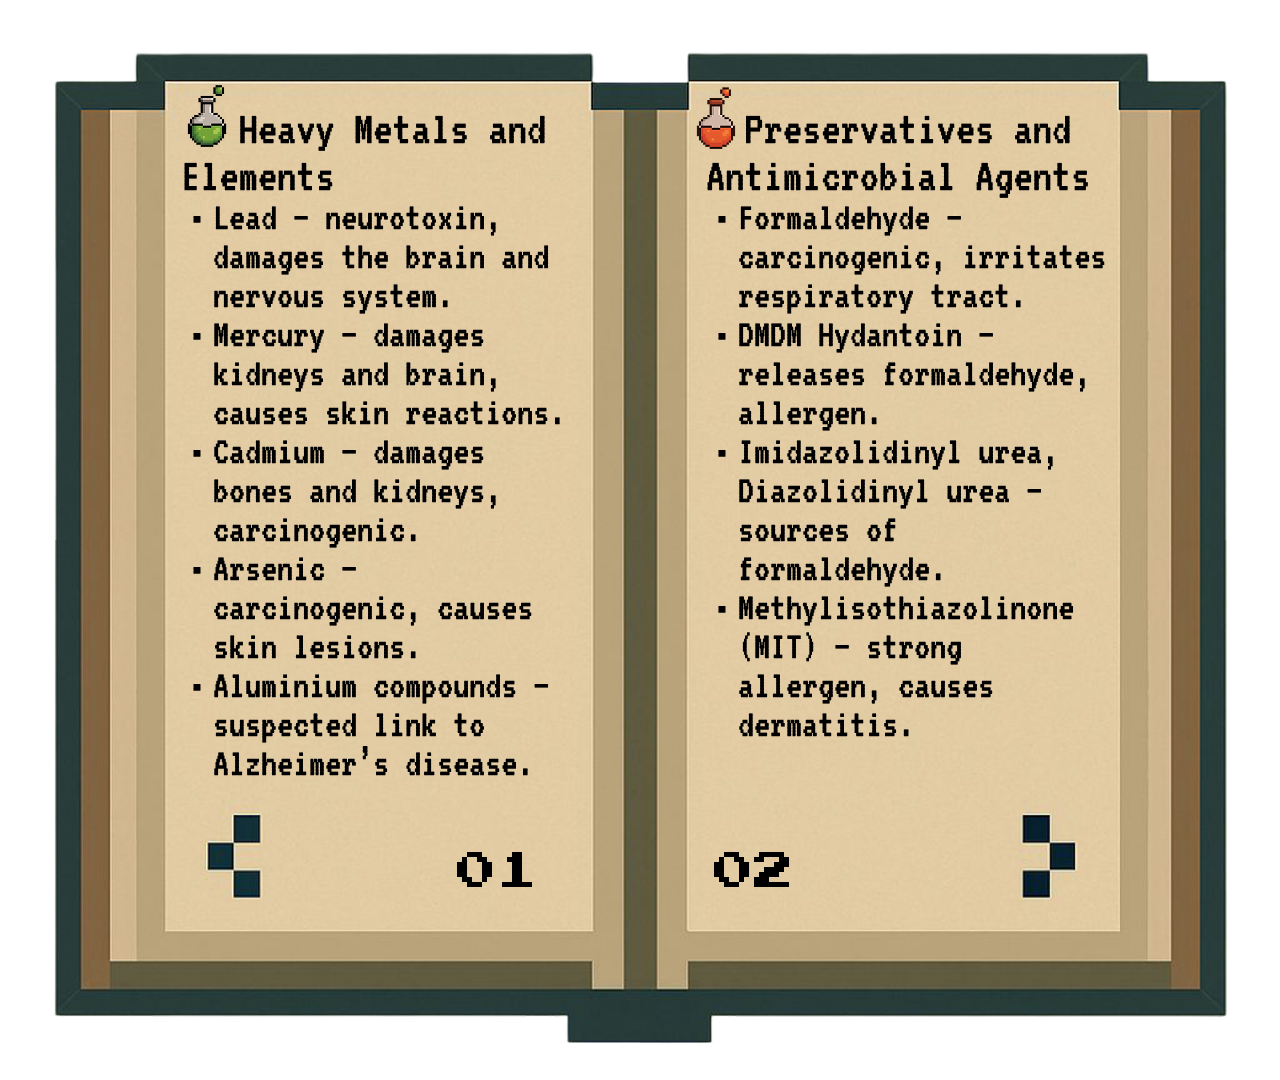 Heavy Metals and
Elements
▪ Lead – neurotoxin,
damages the brain and
nervous system.
▪ Mercury – damages
kidneys and brain,
causes skin reactions.
▪ Cadmium – damages
bones and kidneys,
carcinogenic.
▪ Arsenic –
carcinogenic, causes
skin lesions.
▪ Aluminium compounds –
suspected link to
Alzheimer's disease.
01
Preservatives and
Antimicrobial Agents
▪ Formaldehyde –
carcinogenic, irritates
respiratory tract.
▪ DMDM Hydantoin –
releases formaldehyde,
allergen.
▪ Imidazolidinyl urea,
Diazolidinyl urea –
sources of
formaldehyde.
▪ Methylisothiazolinone
(MIT) – strong
allergen, causes
dermatitis.
02